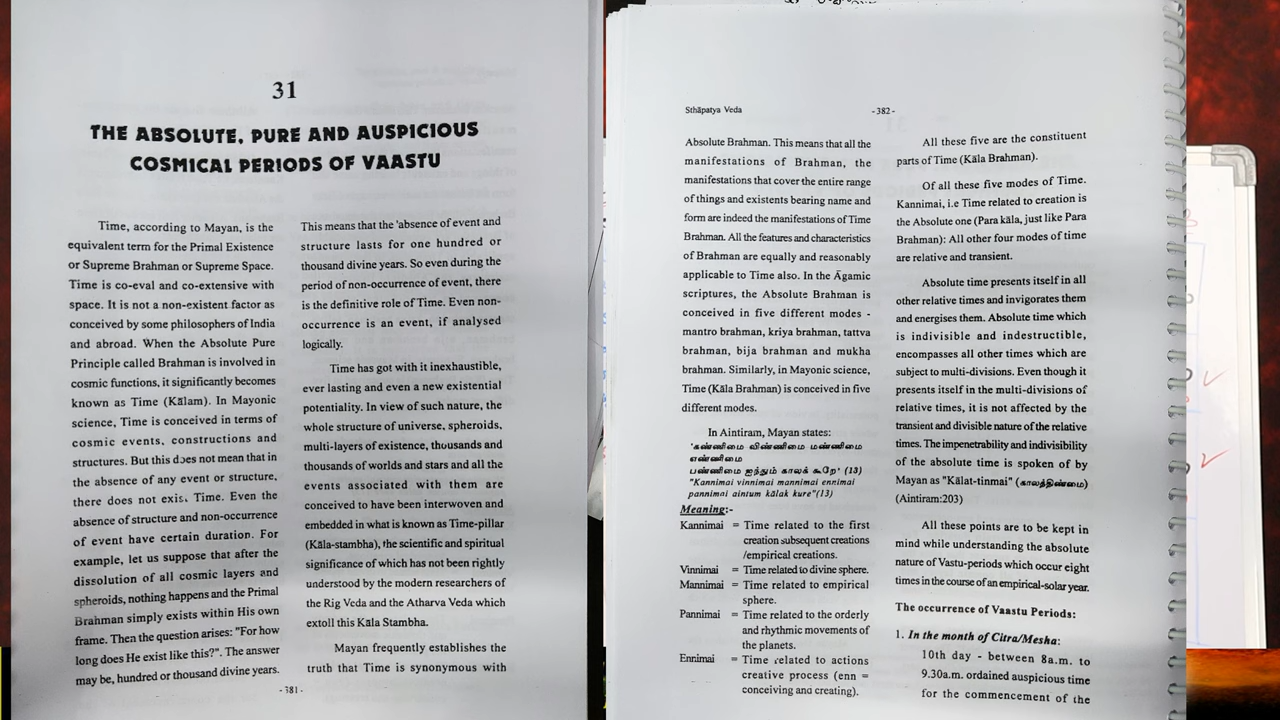 31
THE ABSOLUTE, PURE AND AUSPICIOUS
COSMICAL PERIODS OF VAASTU
Time, according to Mayan, is the
equivalent term for the Primal Existence
or Supreme Brahman or Supreme Space.
Time is co-eval and co-extensive with
space. It is not a non-existent factor as
conceived by some philosophers of India
and abroad. When the Absolute Pure
Principle called Brahman is involved in
cosmic functions, it significantly becomes
known as Time (Kālam). In Mayonic
science, Time is conceived in terms of
cosmic events, constructions and
structures. But this does not mean that in
the absence of any event or structure,
there does not exis. Time. Even the
absence of structure and non-occurrence
of event have certain duration. For
example, let us suppose that after the
dissolution of all cosmic layers and
spheroids, nothing happens and the Primal
Brahman simply exists within His own
frame. Then the question arises: "For how
long does He exist like this?". The answer
may be, hundred or thousand divine years.
This means that the 'absence of event and
structure lasts for one hundred or
thousand divine years. So even during the
period of non-occurrence of event, there
is the definitive role of Time. Even non-
occurrence is an event, if analysed
logically.
Time has got with it inexhaustible,
ever lasting and even a new existential
potentiality. In view of such nature, the
whole structure of universe, spheroids,
multi-layers of existence, thousands and
thousands of worlds and stars and all the
events associated with them are
conceived to have been interwoven and
embedded in what is known as Time-pillar
(Kāla-stambha), the scientific and spiritual
significance of which has not been rightly
understood by the modern researchers of
the Rig Veda and the Atharva Veda which
extoll this Kāla Stambha.
Mayan frequently establishes the
truth that Time is synonymous with
- 381 -
Sthāpatya Veda
- 382 -
Absolute Brahman. This means that all the
manifestations of Brahman, the
manifestations that cover the entire range
of things and existents bearing name and
form are indeed the manifestations of Time
Brahman. All the features and characteristics
of Brahman are equally and reasonably
applicable to Time also. In the Āgamic
scriptures, the Absolute Brahman is
conceived in five different modes -
mantro brahman, kriya brahman, tattva
brahman, bija brahman and mukha
brahman. Similarly, in Mayonic science,
Time (Kāla Brahman) is conceived in five
different modes.
In Aintiram, Mayan states:
'கண்ணிமை விண்ணிமை மண்ணிமை
எண்ணிமை
பண்ணிமை ஐந்தும் காலக் கூறே' (13)
"Kannimai vinnimai mannimai ennimai
pannimai aintum kālak kure"(13)
Meaning:-
Kannimai = Time related to the first
creation subsequent creations
/empirical creations.
Vinnimai = Time related to divine sphere.
Mannimai = Time related to empirical
sphere.
Pannimai = Time related to the orderly
and rhythmic movements of
the planets.
Ennimai = Time related to actions
creative process (enn =
conceiving and creating).
All these five are the constituent
parts of Time (Kāla Brahman).
Of all these five modes of Time.
Kannimai, i.e Time related to creation is
the Absolute one (Para kāla, just like Para
Brahman): All other four modes of time
are relative and transient.
Absolute time presents itself in all
other relative times and invigorates them
and energises them. Absolute time which
is indivisible and indestructible,
encompasses all other times which are
subject to multi-divisions. Even though it
presents itself in the multi-divisions of
relative times, it is not affected by the
transient and divisible nature of the relative
times. The impenetrability and indivisibility
of the absolute time is spoken of by
Mayan as "Kālat-tinmai" (காலத்திண்மை)
(Aintiram:203)
All these points are to be kept in
mind while understanding the absolute
nature of Vastu-periods which occur eight
times in the course of an empirical-solar year.
The occurrence of Vaastu Periods:
1. In the month of Citra/Mesha:
10th day - between 8a.m. to
9.30a.m. ordained auspicious time
for the commencement of the